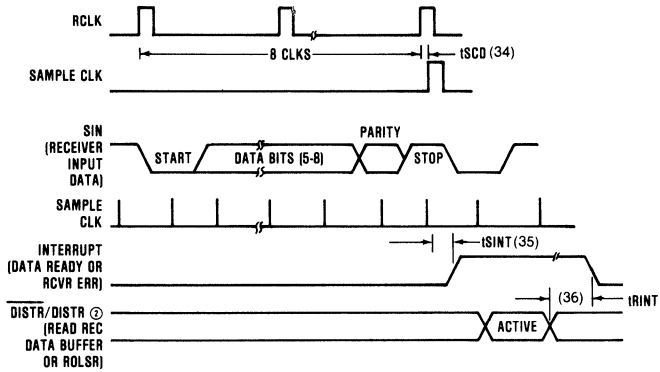 RCLK
8 CLKS
tSCD (34)
SAMPLE CLK
SIN
(RECEIVER
INPUT
DATA)
START
DATA BITS (5-8)
PARITY
STOP
SAMPLE
CLK
tSINT (35)
INTERRUPT
(DATA READY OR
RCVR ERR)
(36)
tRINT
DISTR/DISTR ②
(READ REC
DATA BUFFER
OR ROLSR)
ACTIVE